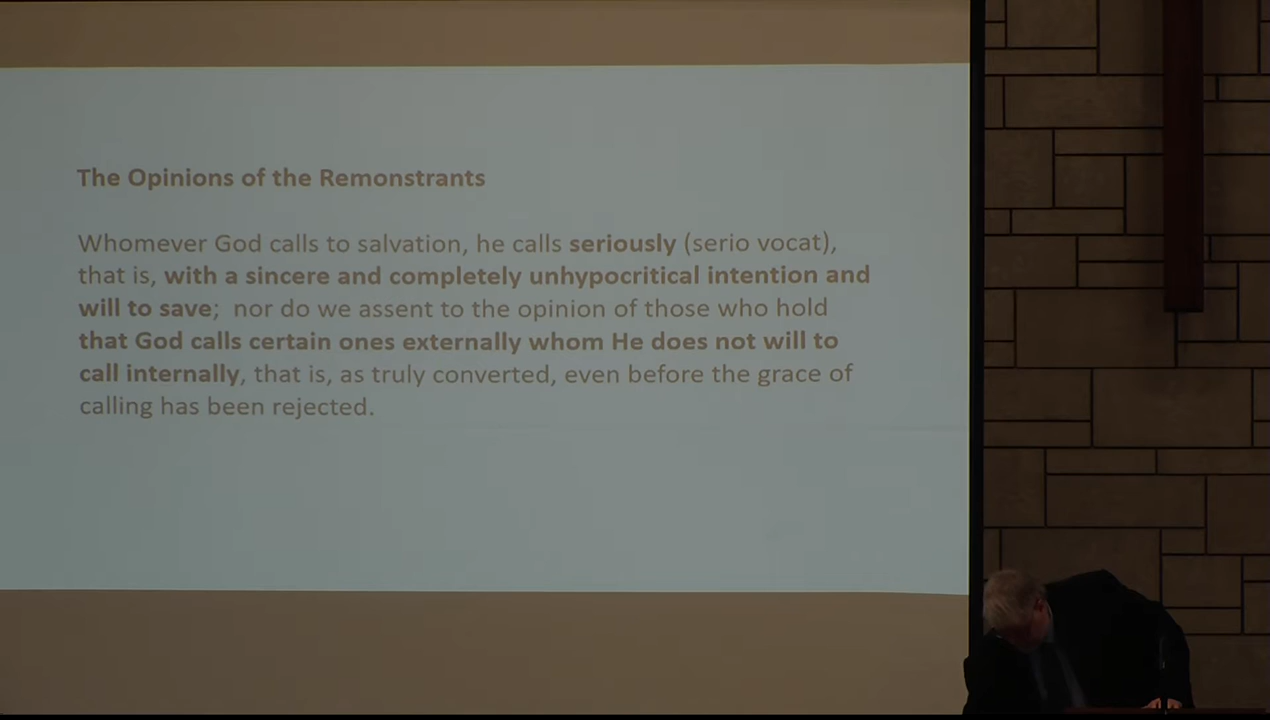 The Opinions of the Remonstrants
Whomever God calls to salvation, he calls seriously (serio vocat),
that is, with a sincere and completely unhypocritical intention and
will to save; nor do we assent to the opinion of those who hold
that God calls certain ones externally whom He does not will to
call internally, that is, as truly converted, even before the grace of
calling has been rejected.